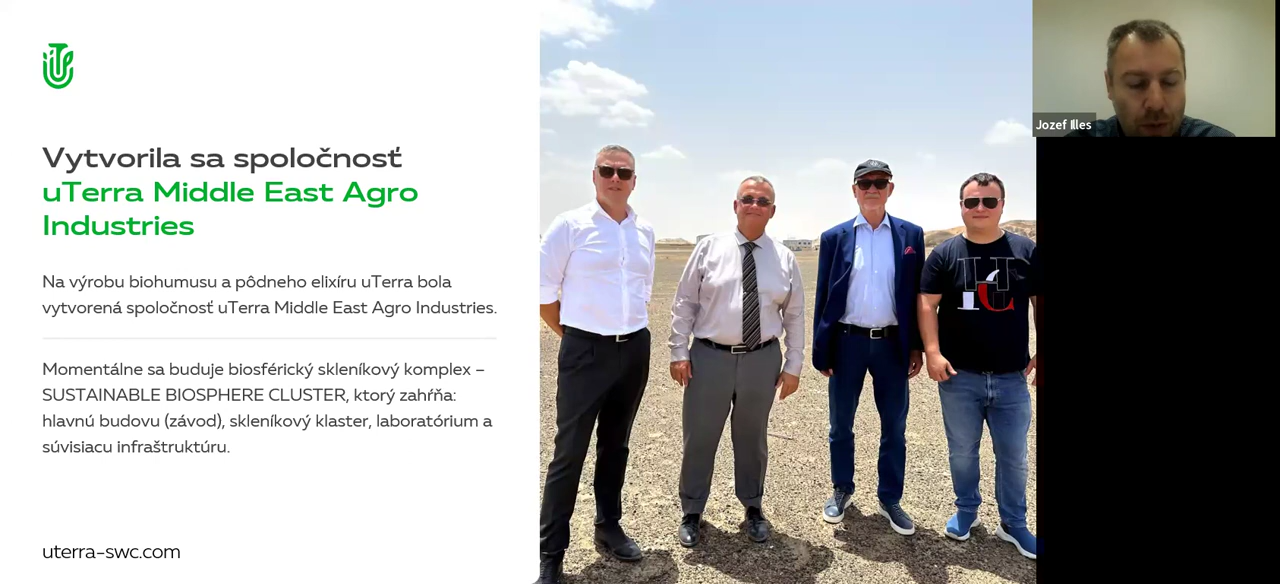 Vytvorila sa spoločnosť
uTerra Middle East Agro
Industries
Na výrobu biohumusu a pôdneho elixíru uTerra bola
vytvorená spoločnosť uTerra Middle East Agro Industries.
Momentálne sa buduje biosférický skleníkový komplex –
SUSTAINABLE BIOSPHERE CLUSTER, ktorý zahŕňa:
hlavnú budovu (závod), skleníkový klaster, laboratórium a
súvisiacu infraštruktúru.
uterra-swc.com
Jozef Illes